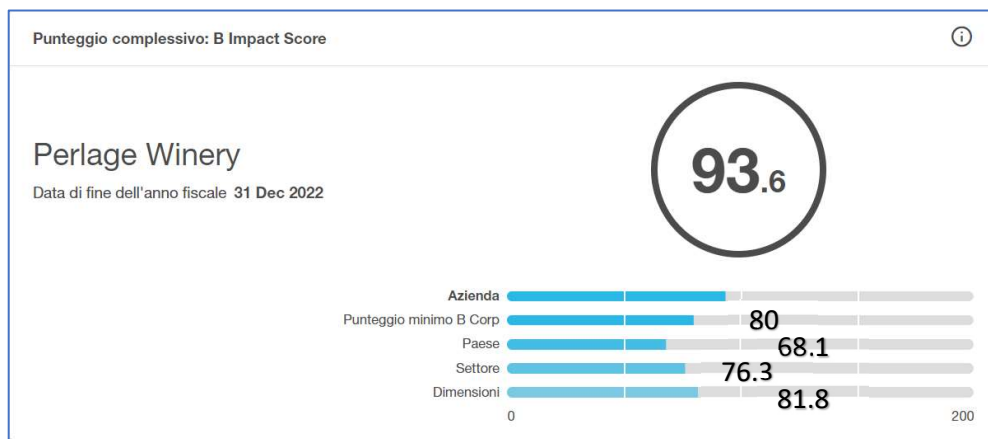 Punteggio complessivo: B Impact Score
Perlage Winery
93.6
Data di fine dell'anno fiscale 31 Dec 2022
Azienda
Punteggio minimo B Corp 80
Paese 68.1
Settore 76.3
Dimensioni 81.8
0 200